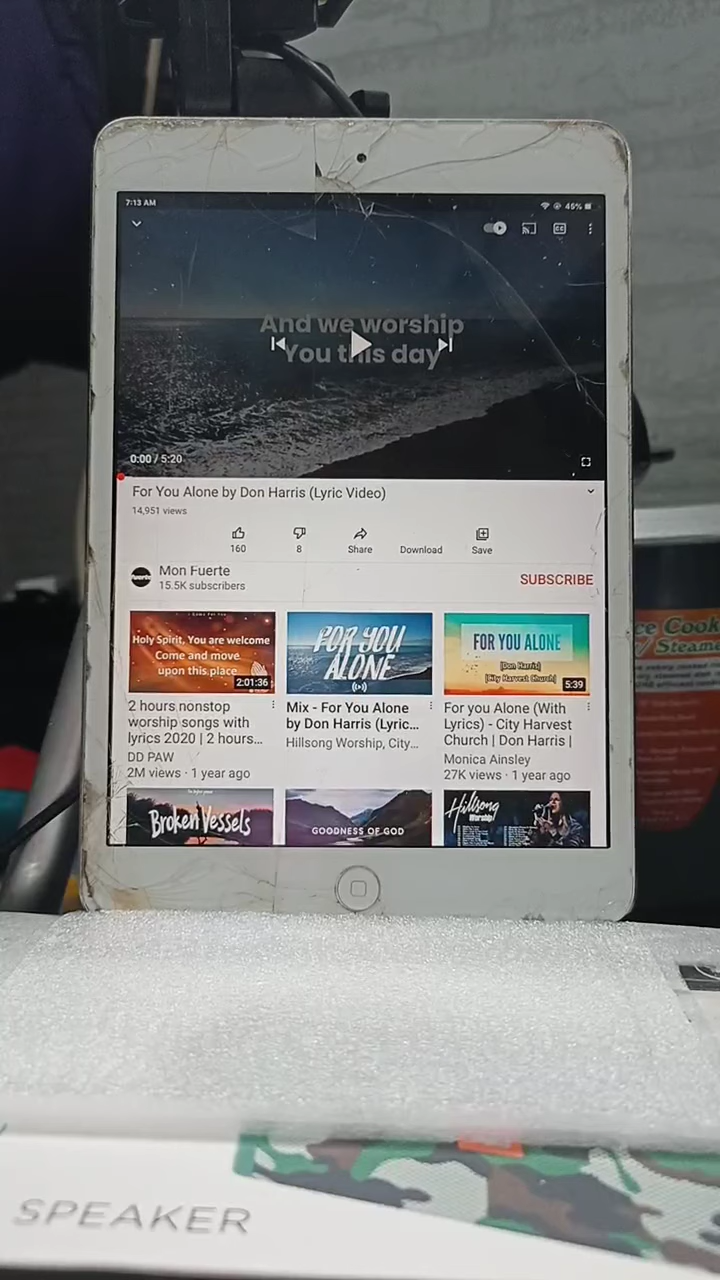 7:13 AM
45%
And we worship
You this day
0:00 / 5:20
For You Alone by Don Harris (Lyric Video)
14,951 views
160
8
Share
Download
Save
Mon Fuerte
15.5K subscribers
SUBSCRIBE
Holy Spirit, You are welcome
Come and move
upon this place
2:01:36
2 hours nonstop
worship songs with
lyrics 2020 | 2 hours...
DD PAW
2M views · 1 year ago
FOR YOU
ALONE
Mix - For You Alone
by Don Harris (Lyric...
Hillsong Worship, City...
FOR YOU ALONE
[Don Harris]
[City Harvest Church]
5:39
For you Alone (With
Lyrics) - City Harvest
Church | Don Harris |
Monica Ainsley
27K views · 1 year ago
Broken Vessels
GOODNESS OF GOD
Hillsong
Worship
ce Cook
/ Steame
SPEAKER